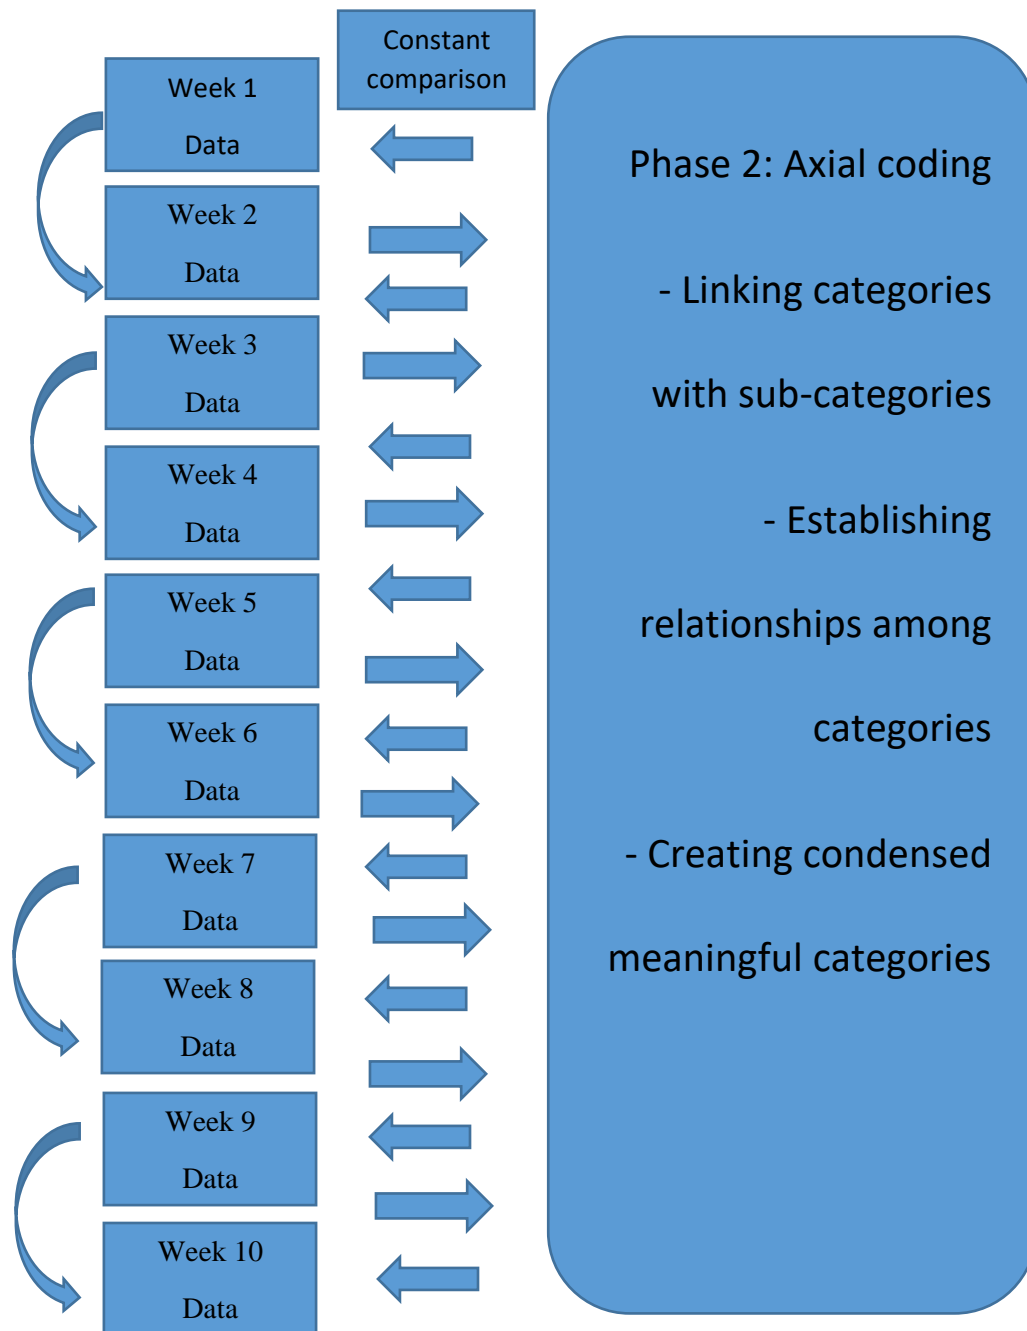 Constant
comparison
Week 1
Data
Week 2
Data
Week 3
Data
Week 4
Data
Week 5
Data
Week 6
Data
Week 7
Data
Week 8
Data
Week 9
Data
Week 10
Data
Phase 2: Axial coding
- Linking categories
with sub-categories
- Establishing
relationships among
categories
- Creating condensed
meaningful categories